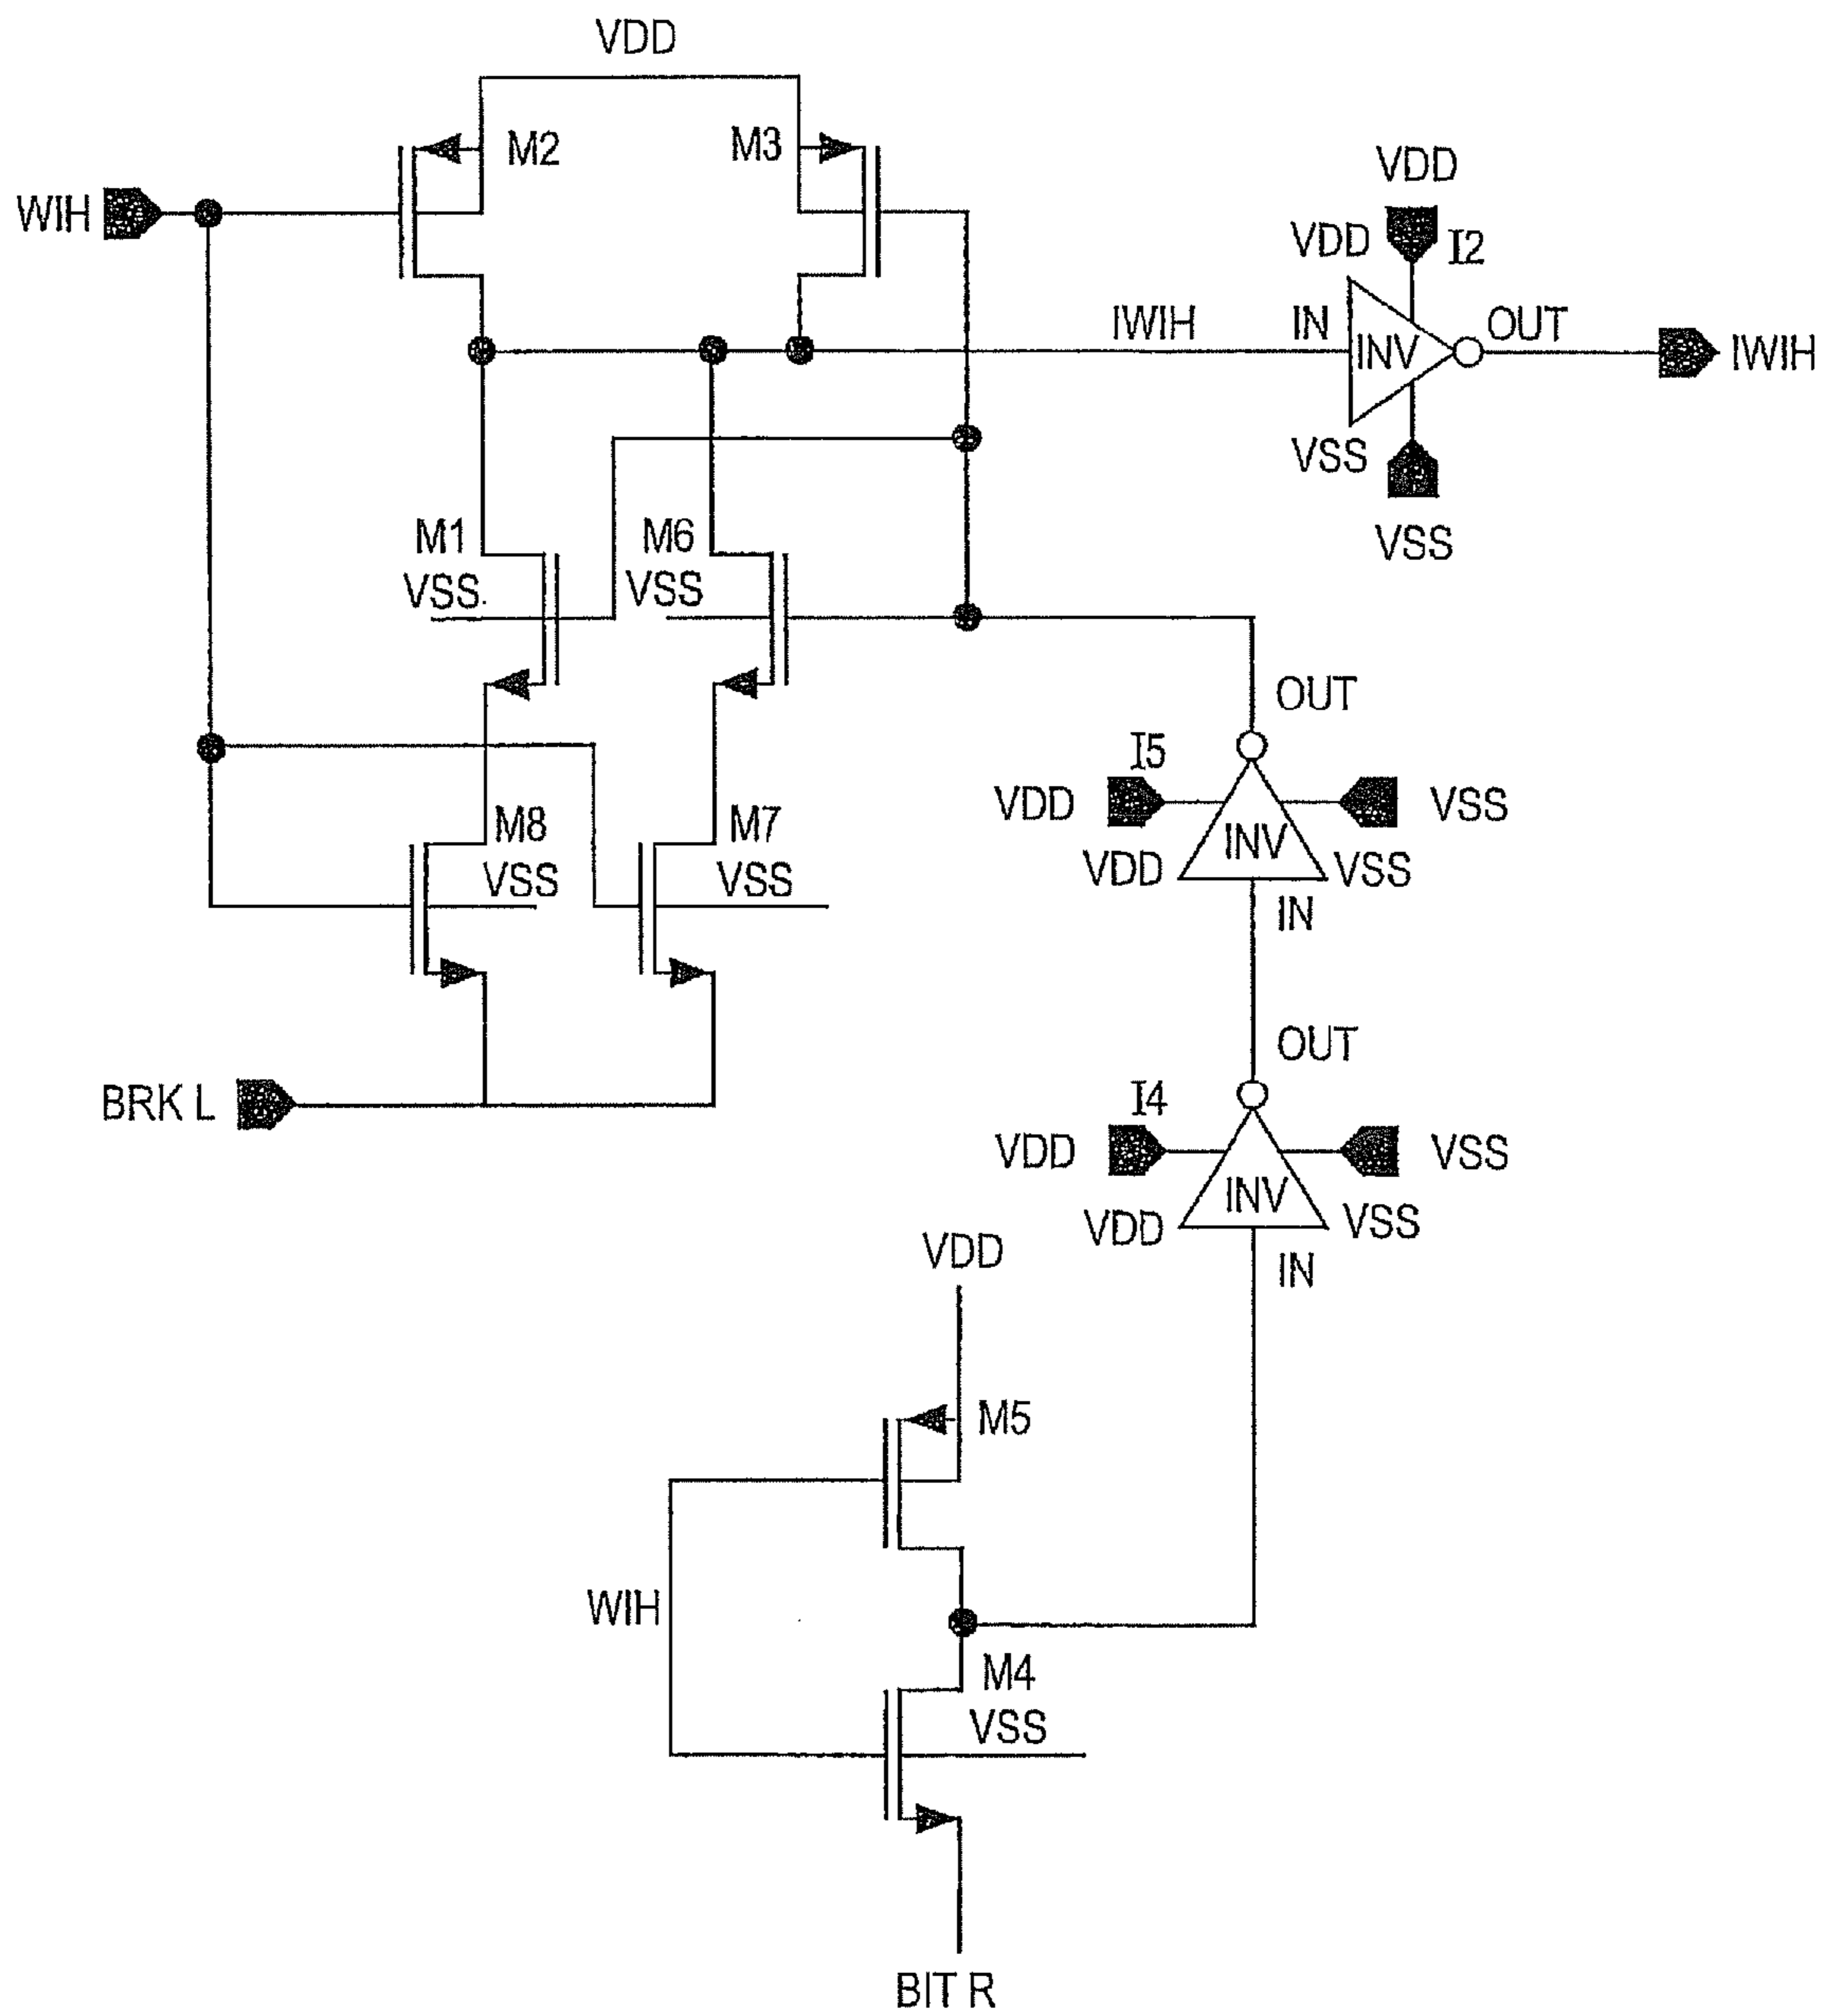 VDD
M2
M3
WIH
VDD
VDD
I2
IWIH
IN
INV
OUT
IWIH
VSS
VSS
M1
VSS.
M6
VSS
OUT
I5
VDD
VSS
INV
VDD
VSS
IN
M8
VSS
M7
VSS
BRK L
OUT
I4
VDD
VSS
INV
VDD
VSS
IN
VDD
M5
WIH
M4
VSS
BIT R